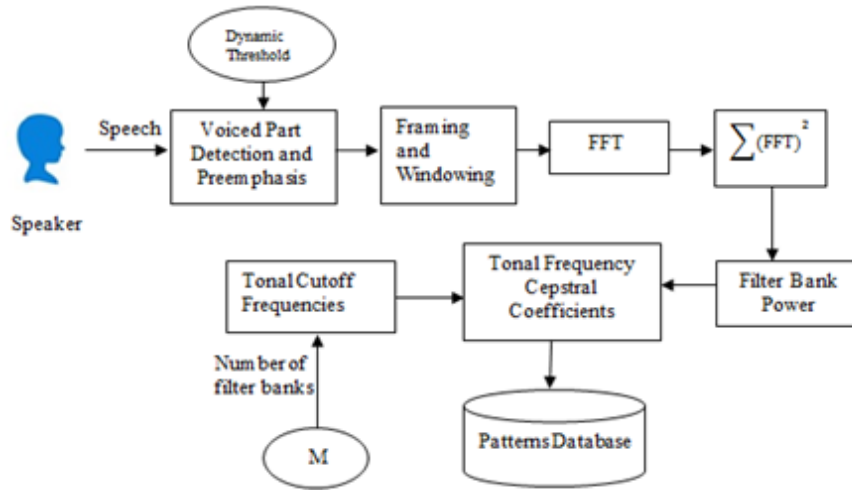 Dynamic
Threshold
Speech
Speaker
Voiced Part
Detection and
Preemphasis
Framing
and
Windowing
FFT
∑(FFT)²
Tonal Cutoff
Frequencies
Tonal Frequency
Cepstral
Coefficients
Filter Bank
Power
Number of
filter banks
M
Patterns Database